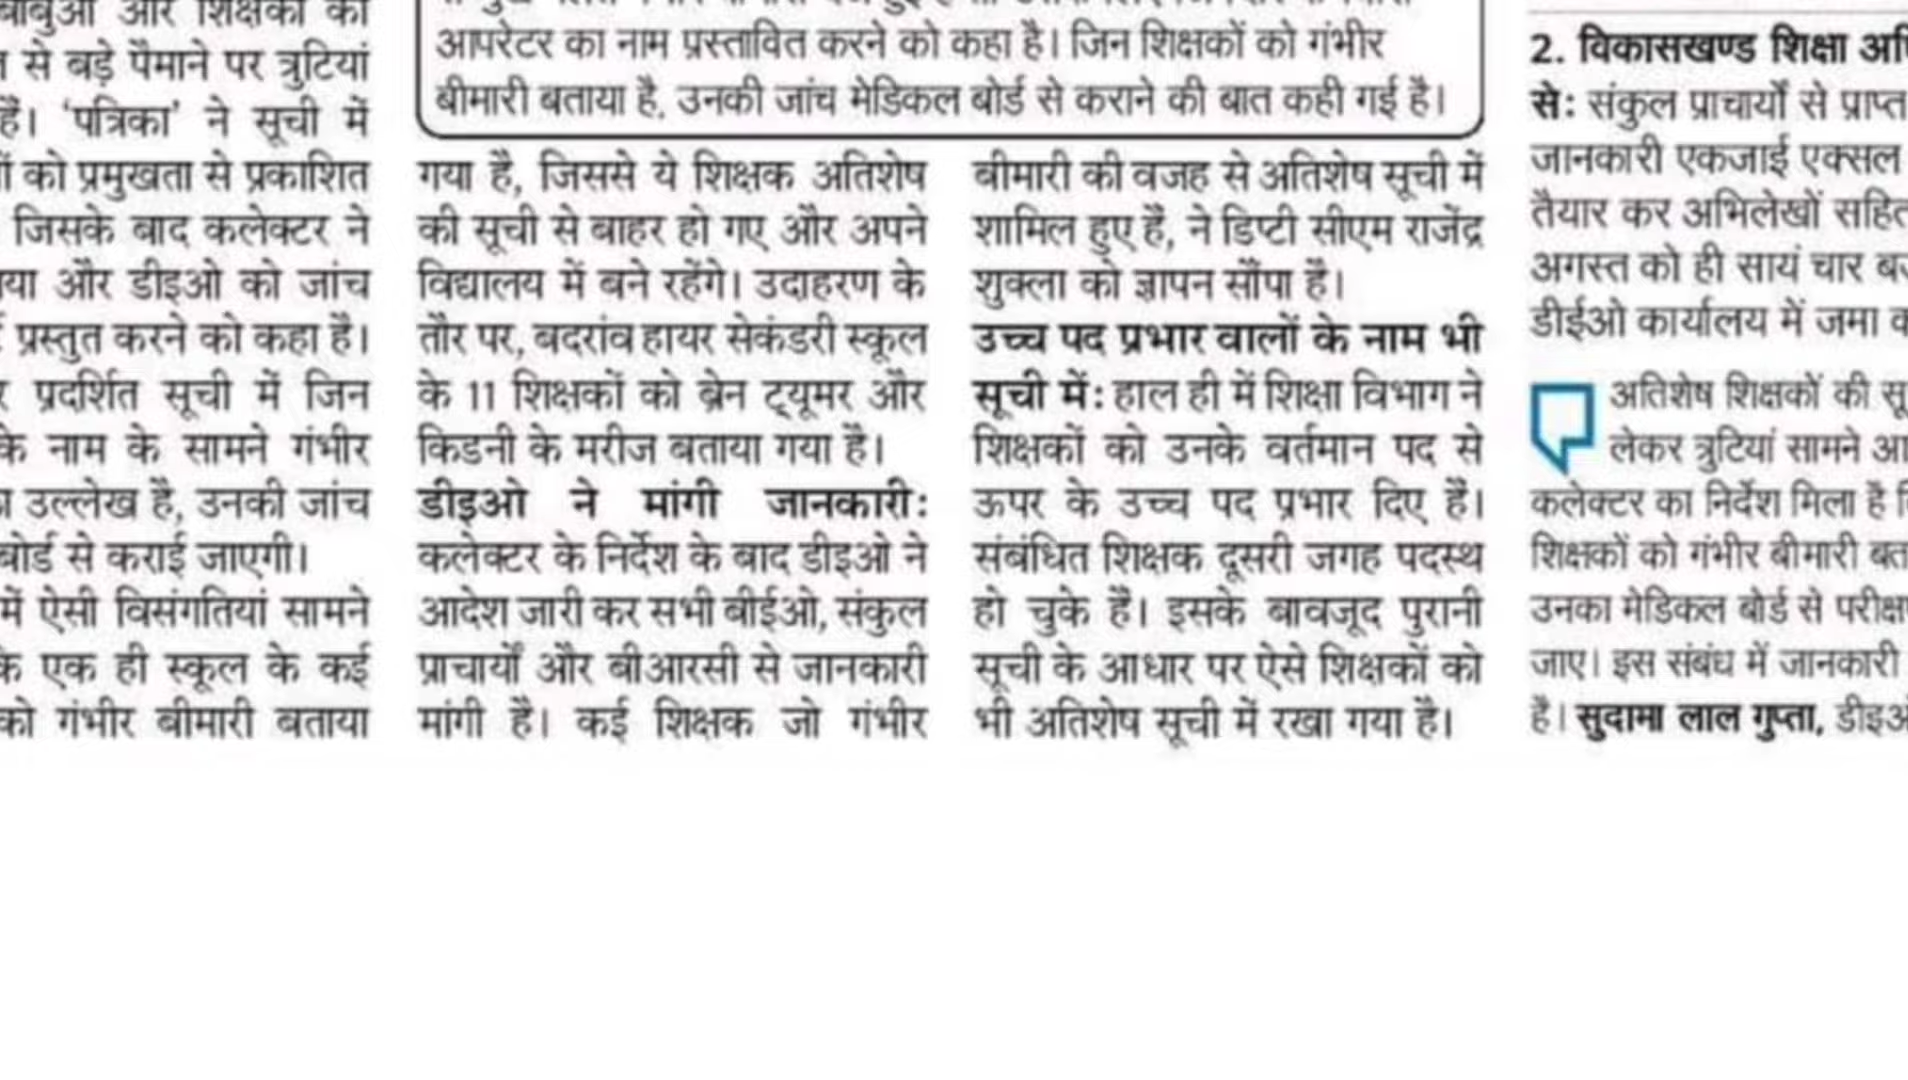 से बड़े पैमाने पर त्रुटियां
है। 'पत्रिका' ने सूची में
को प्रमुखता से प्रकाशित
जिसके बाद कलेक्टर ने
और डीइओ को जांच
प्रस्तुत करने को कहा है।
प्रदर्शित सूची में जिन
के नाम के सामने गंभीर
उल्लेख है, उनकी जांच
बोर्ड से कराई जाएगी।
में ऐसी विसंगतियां सामने
एक ही स्कूल के कई
को गंभीर बीमारी बताया
आपरेटर का नाम प्रस्तावित करने को कहा है। जिन शिक्षकों को गंभीर
बीमारी बताया है, उनकी जांच मेडिकल बोर्ड से कराने की बात कही गई है।
गया है, जिससे ये शिक्षक अतिशेष
की सूची से बाहर हो गए और अपने
विद्यालय में बने रहेंगे। उदाहरण के
तौर पर, बदरांव हायर सेकंडरी स्कूल
के 11 शिक्षकों को ब्रेन ट्यूमर और
किडनी के मरीज बताया गया है।
डीइओ ने मांगी जानकारी:
कलेक्टर के निर्देश के बाद डीइओ ने
आदेश जारी कर सभी बीईओ, संकुल
प्राचार्यों और बीआरसी से जानकारी
मांगी है। कई शिक्षक जो गंभीर
बीमारी की वजह से अतिशेष सूची में
शामिल हुए हैं, ने डिप्टी सीएम राजेंद्र
शुक्ला को ज्ञापन सौंपा है।
उच्च पद प्रभार वालों के नाम भी
सूची में: हाल ही में शिक्षा विभाग ने
शिक्षकों को उनके वर्तमान पद से
ऊपर के उच्च पद प्रभार दिए है।
संबंधित शिक्षक दूसरी जगह पदस्थ
हो चुके है। इसके बावजूद पुरानी
सूची के आधार पर ऐसे शिक्षकों को
भी अतिशेष सूची में रखा गया है।
2. विकासखण्ड शिक्षा
से: संकुल प्राचार्यों से प्राप्त
जानकारी एकजाई एक्सल
तैयार कर अभिलेखों सहित
अगस्त को ही सायं चार
डीईओ कार्यालय में जमा
अतिशेष शिक्षकों की
लेकर त्रुटियां सामने
कलेक्टर का निर्देश मिला है
शिक्षकों को गंभीर बीमारी
उनका मेडिकल बोर्ड से
जाए। इस संबंध में जानकारी
है। सुदामा लाल गुप्ता,